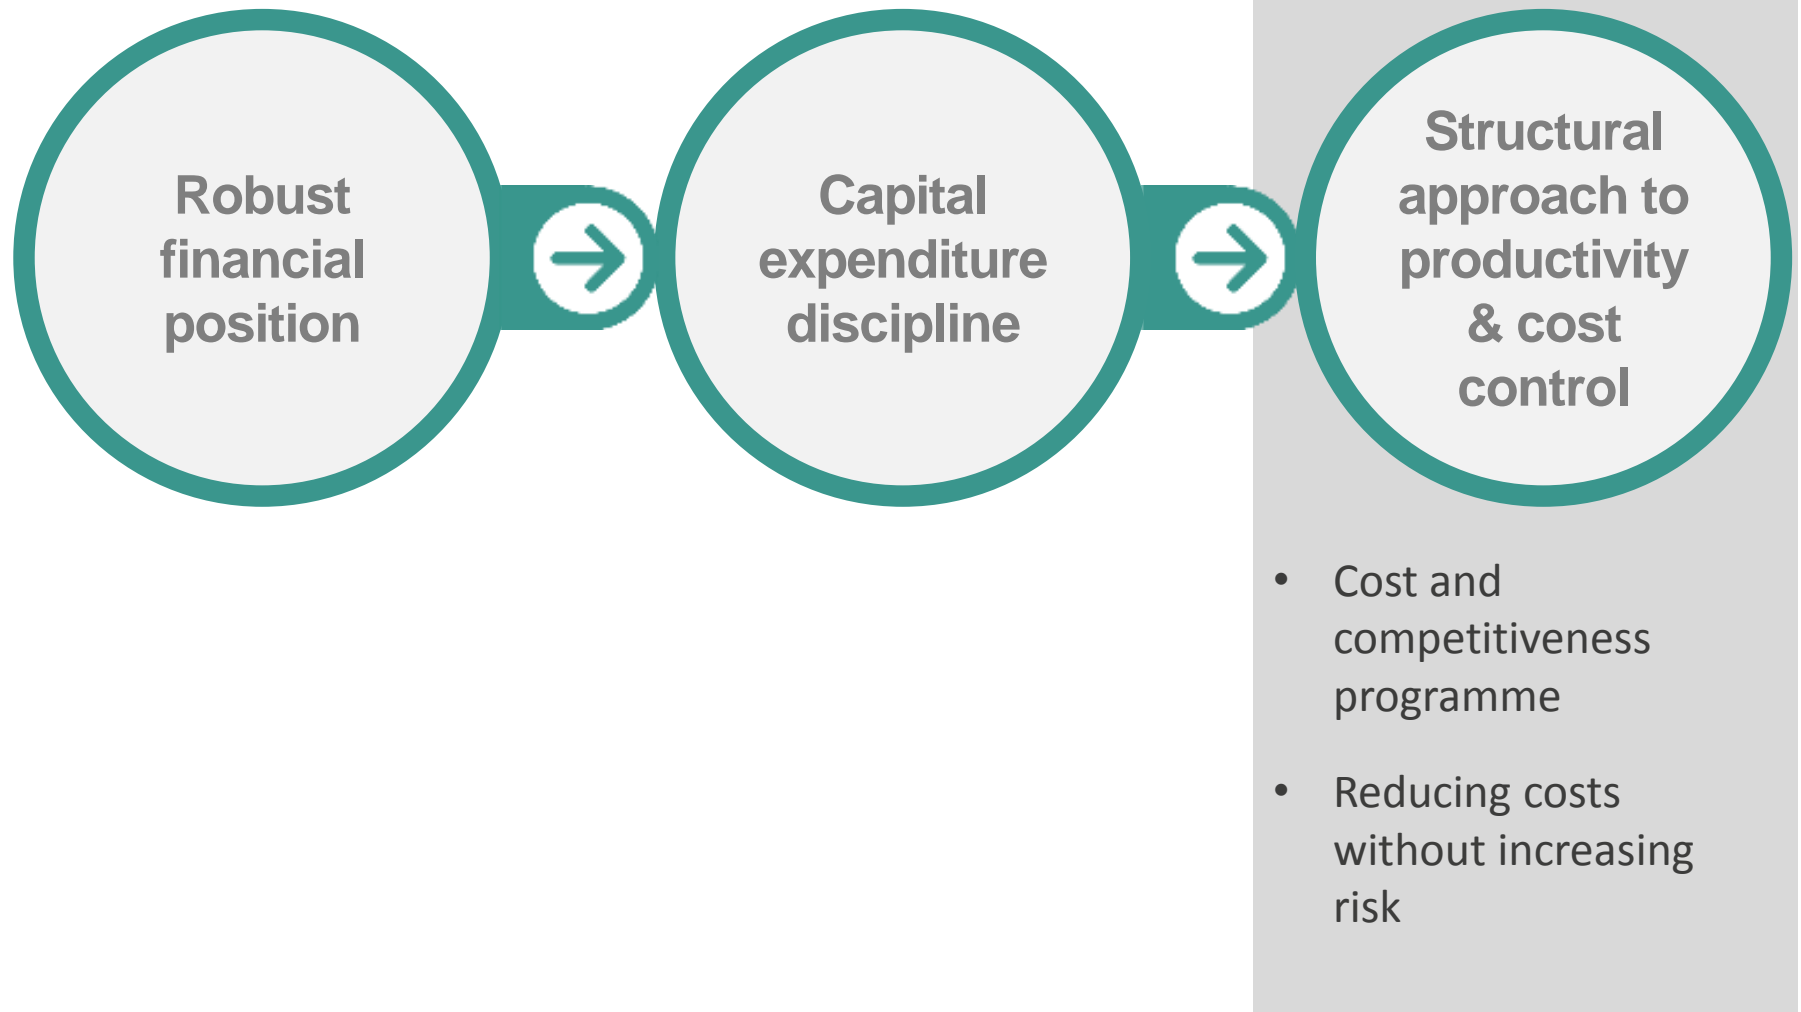 Robust
financial
position
Capital
expenditure
discipline
Structural
approach to
productivity
& cost
control
• Cost and
competitiveness
programme
• Reducing costs
without increasing
risk